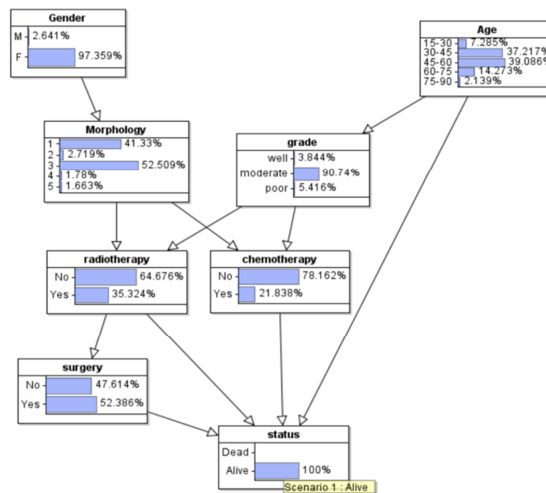 Gender
M - 2.641%
F - 97.359%
Age
15-30 - 7.285%
30-45 - 37.217%
45-60 - 39.086%
60-75 - 14.273%
75-90 - 2.139%
Morphology
1 - 41.33%
2 - 2.719%
3 - 52.509%
4 - 1.78%
5 - 1.663%
grade
well - 3.844%
moderate - 90.74%
poor - 5.416%
radiotherapy
No - 64.676%
Yes - 35.324%
chemotherapy
No - 78.162%
Yes - 21.838%
surgery
No - 47.614%
Yes - 52.386%
status
Dead -
Alive - 100%
Scenario 1 : Alive